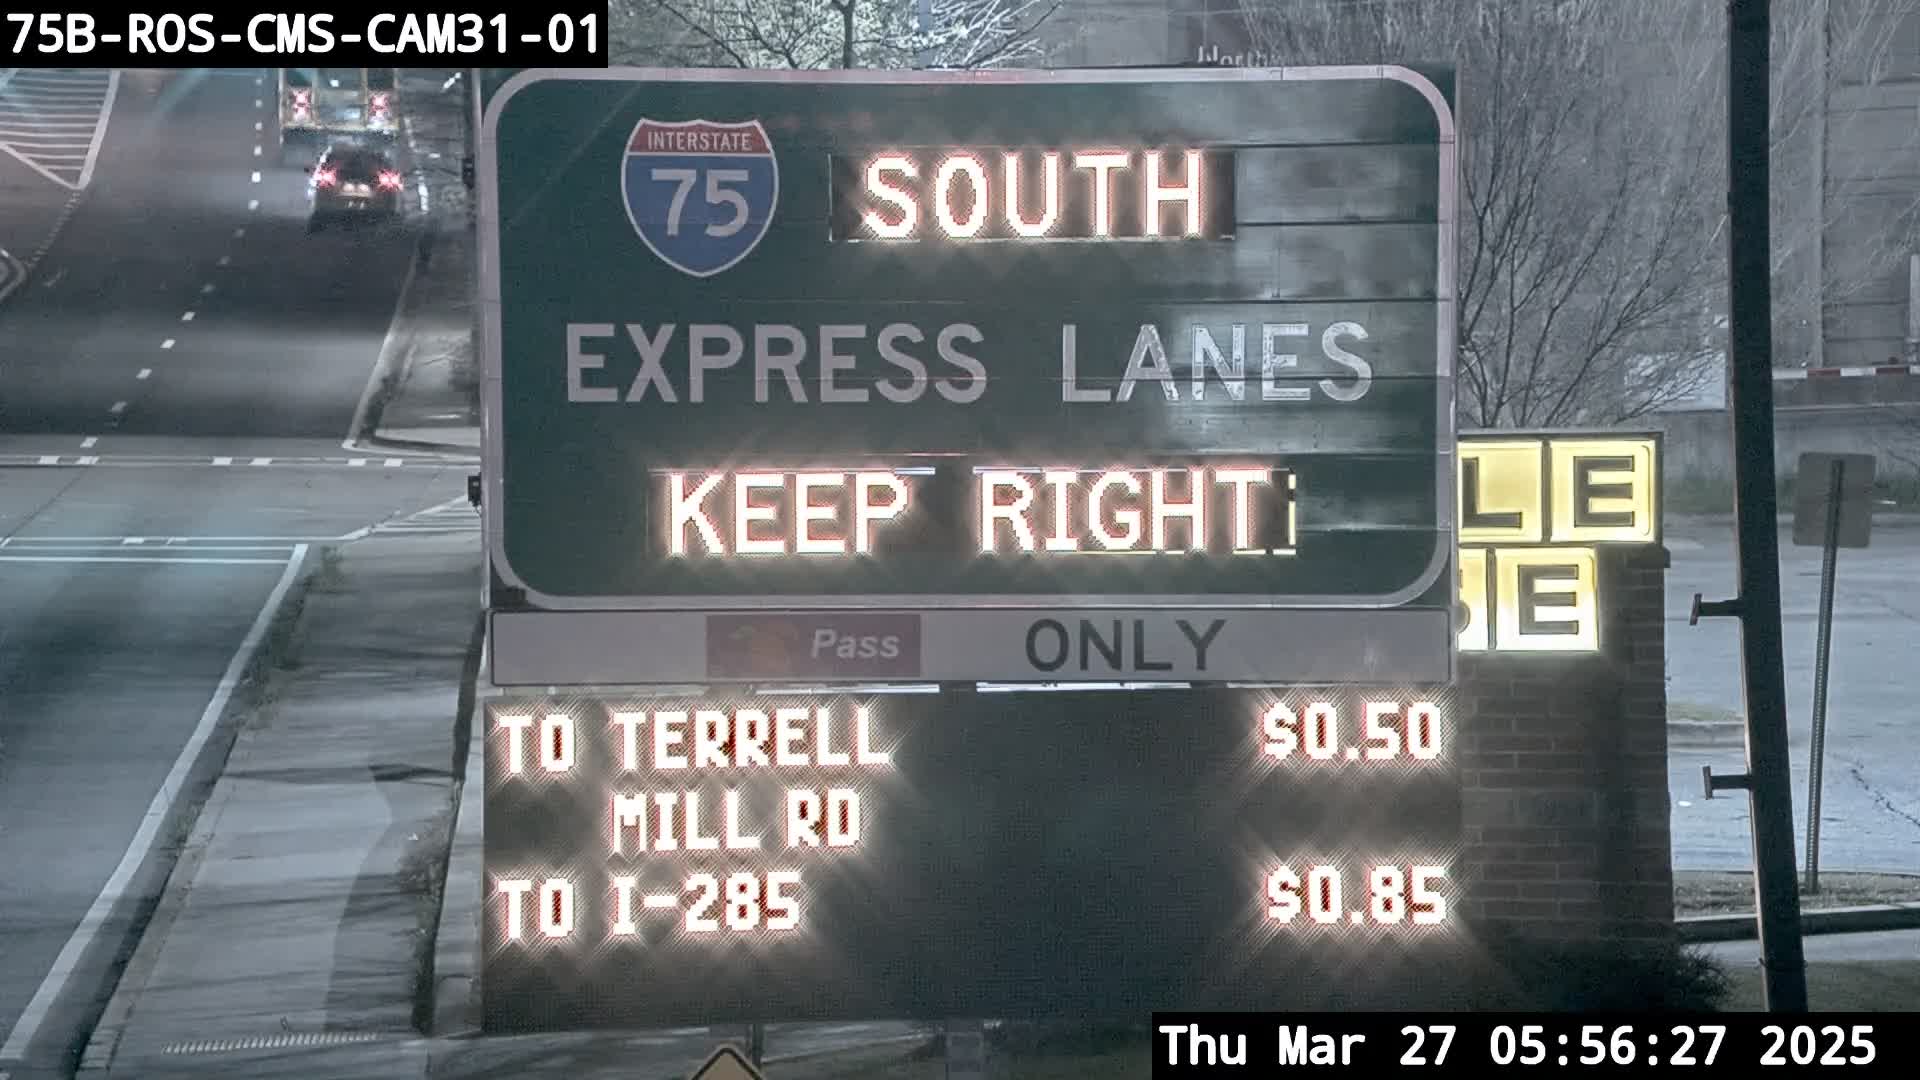 75B-ROS-CMS-CAM31-01
INTERSTATE
75
SOUTH
EXPRESS LANES
KEEP RIGHT
Pass ONLY
TO TERRELL $0.50
MILL RD
TO I-285 $0.85
LE
E
Thu Mar 27 05:56:27 2025